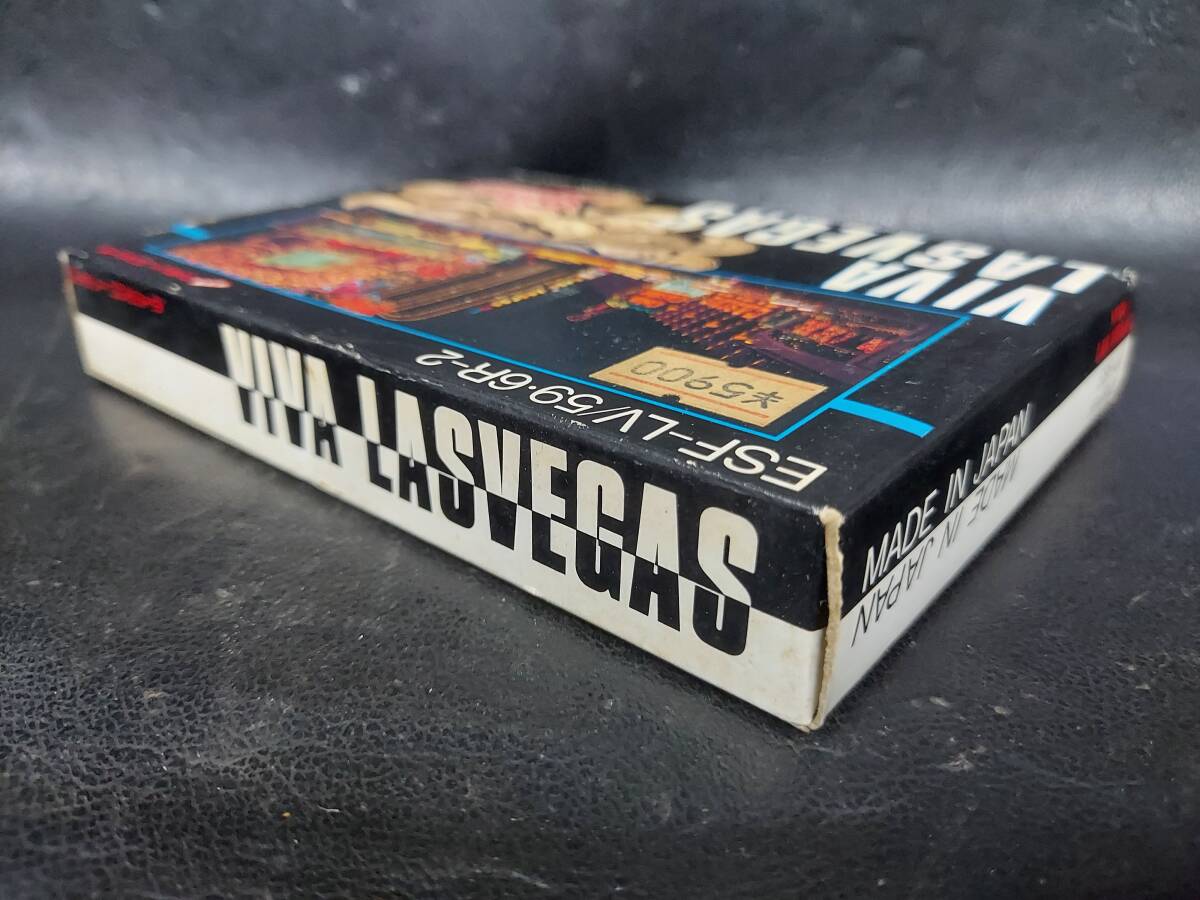 VIVA
LASVEGAS
¥5900
ESF-LV/59·6R-2
VIVA LASVEGAS
MADE IN JAPAN
MADE IN JAPAN